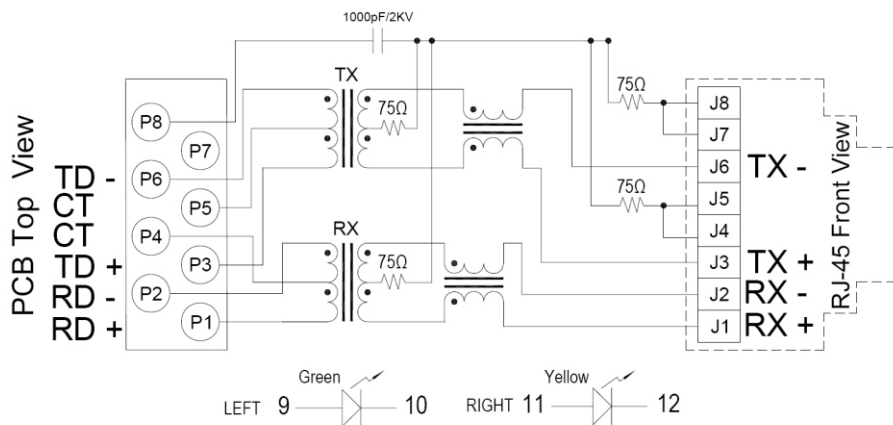 1000pF/2KV
PCB Top View
TD -
CT
CT
TD +
RD -
RD +
P8
P7
P6
P5
P4
P3
P2
P1
TX
75Ω
RX
75Ω
75Ω
75Ω
J8
J7
J6
J5
J4
J3
J2
J1
TX -
TX +
RX -
RX +
RJ-45 Front View
Green
LEFT 9 10
Yellow
RIGHT 11 12